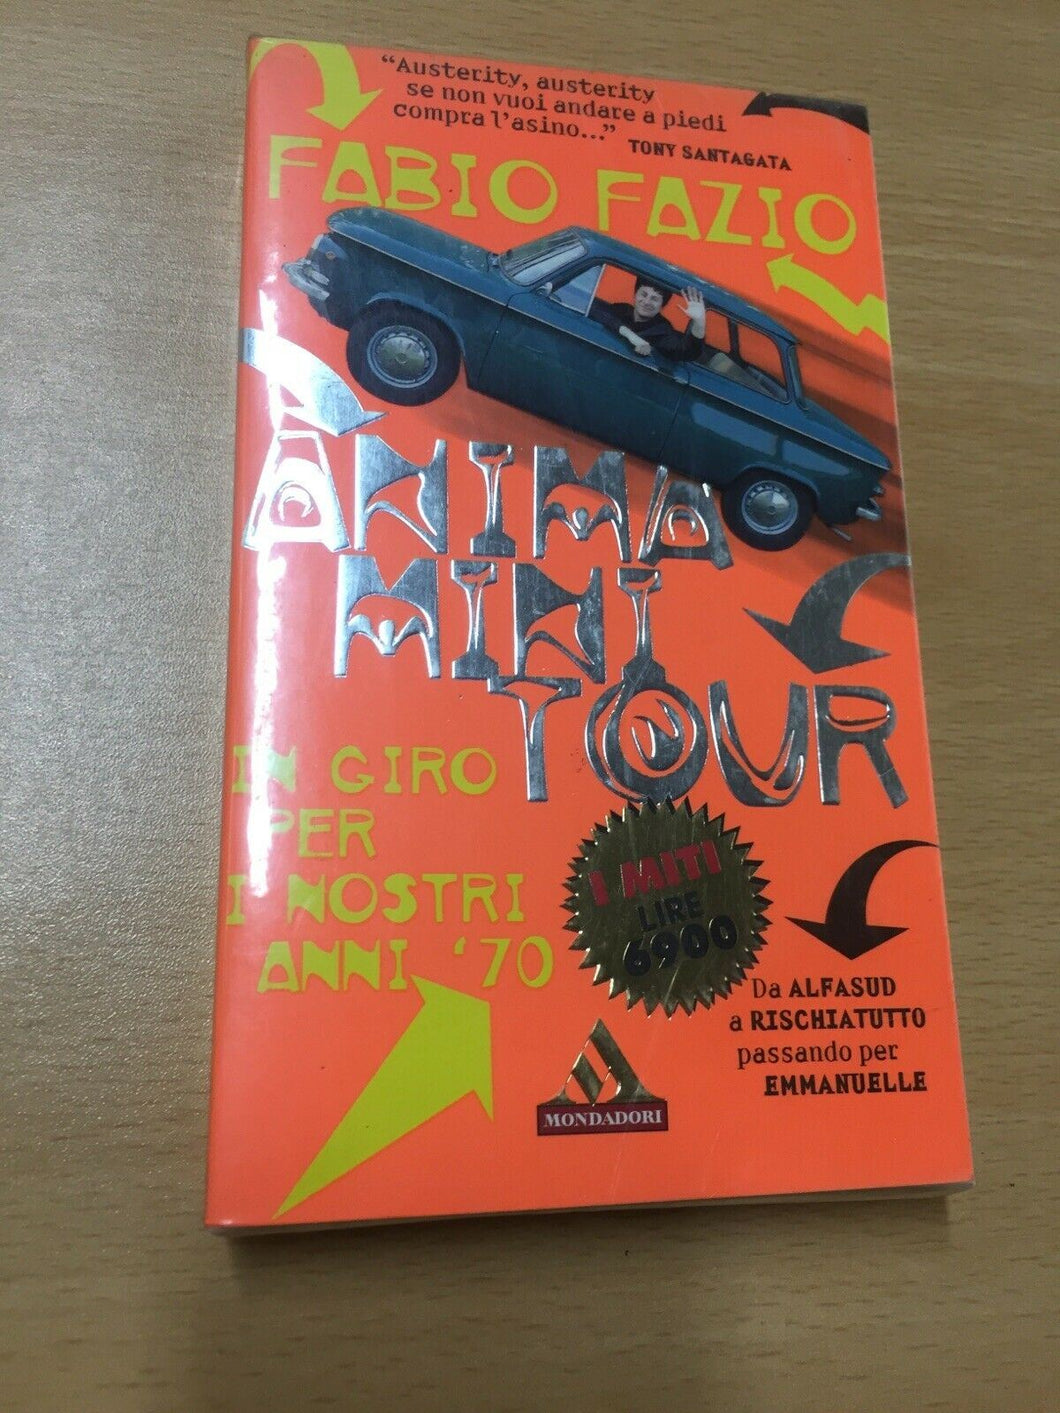 “Austerity, austerity
se non vuoi andare a piedi
compra l’asino...”
TONY SANTAGATA
FABIO FAZIO
ANIMA
MINI
TOUR
IN GIRO
PER
I NOSTRI
ANNI ‘70
I MITI
LIRE
6900
Da ALFASUD
a RISCHIATUTTO
passando per
EMMANUELLE
MONDADORI